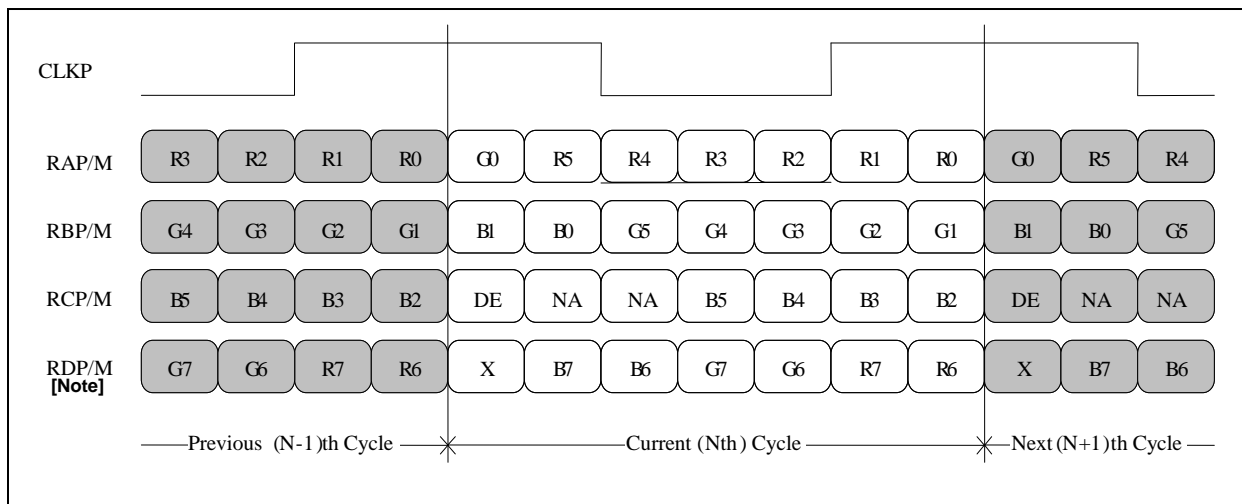 CLKP
RAP/M R3 R2 R1 R0 G0 R5 R4 R3 R2 R1 R0 G0 R5 R4
RBP/M G4 G3 G2 G1 B1 B0 G5 G4 G3 G2 G1 B1 B0 G5
RCP/M B5 B4 B3 B2 DE NA NA B5 B4 B3 B2 DE NA NA
RDP/M G7 G6 R7 R6 X B7 B6 G7 G6 R7 R6 X B7 B6
[Note]
Previous (N-1)th Cycle Current (Nth) Cycle Next (N+1)th Cycle